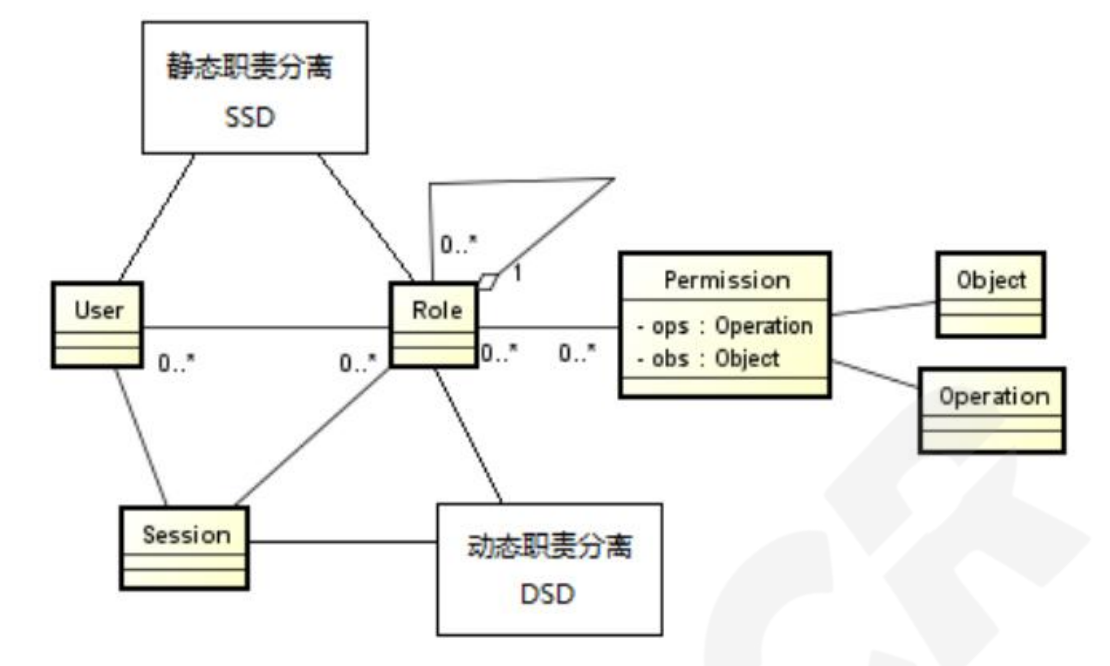 静态职责分离
SSD
0..*
1
User
Role
Permission
- ops : Operation
- obs : Object
Object
0..*
0..*
0..*
0..*
Operation
Session
动态职责分离
DSD